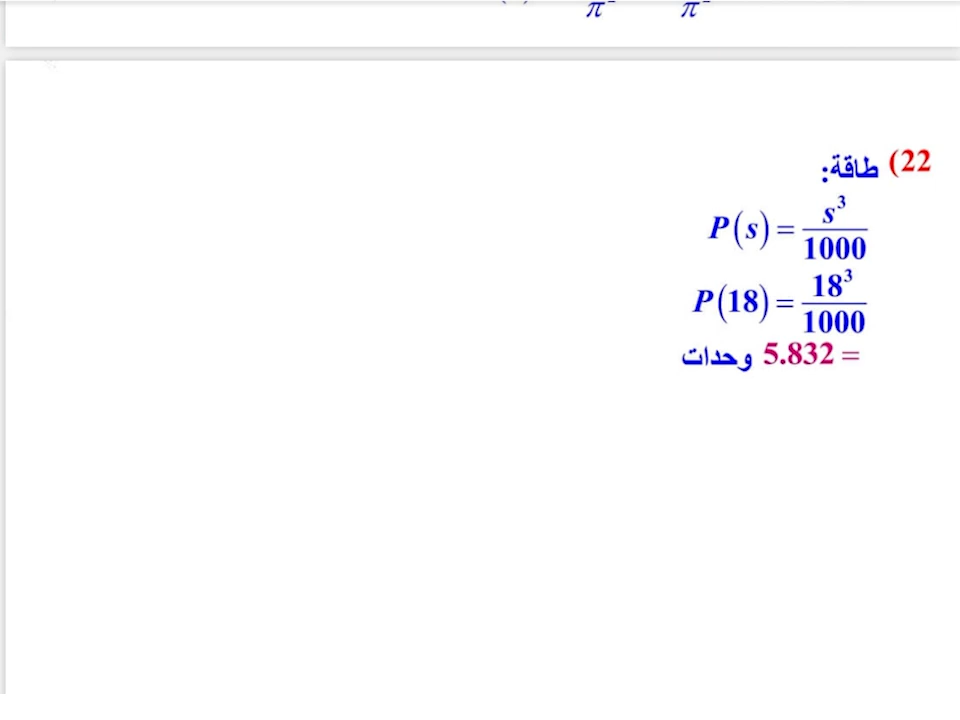 π π
22) طاقة:
P(s) = s³/1000
P(18) = 18³/1000
= 5.832 وحدات